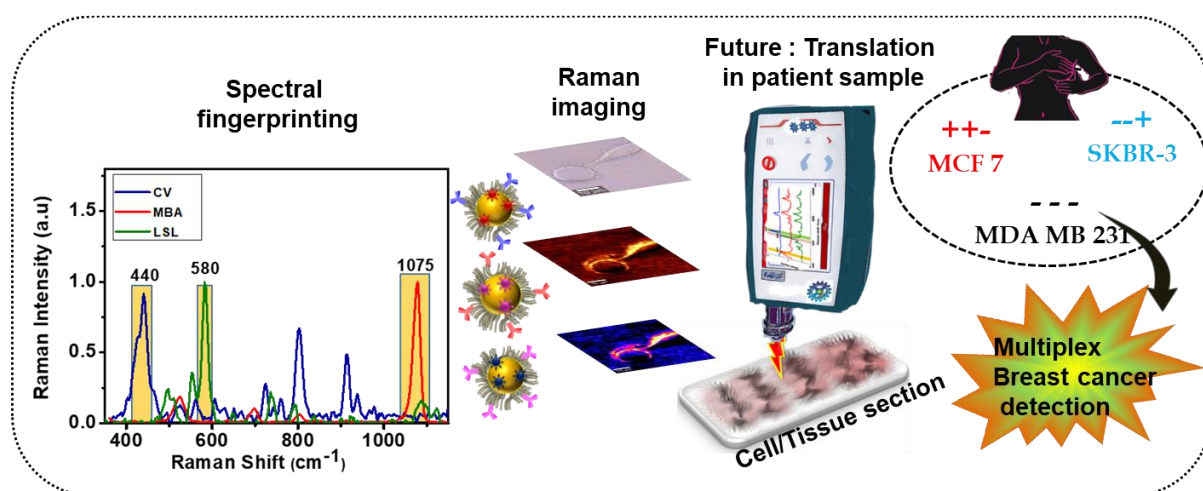 Spectral
fingerprinting
Raman Intensity (a.u)
1.5
1.0
0.5
0.0
CV
MBA
LSL
440
580
1075
400
600
800
1000
Raman Shift (cm-1)
Raman
imaging
Future : Translation
in patient sample
Cell/Tissue section
++-
MCF 7
--+
SKBR-3
- - -
MDA MB 231
Multiplex
Breast cancer
detection